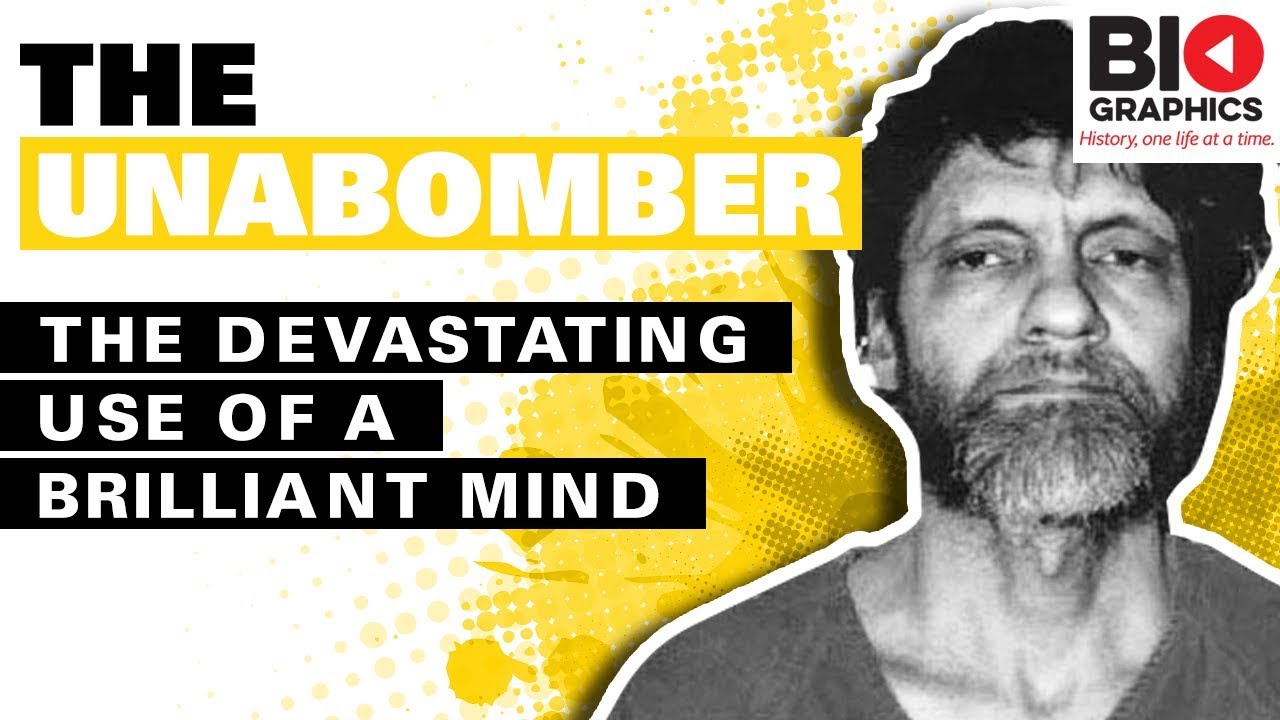 THE
UNABOMBER
THE DEVASTATING
USE OF A
BRILLIANT MIND
BIO
GRAPHICS
History, one life at a time.